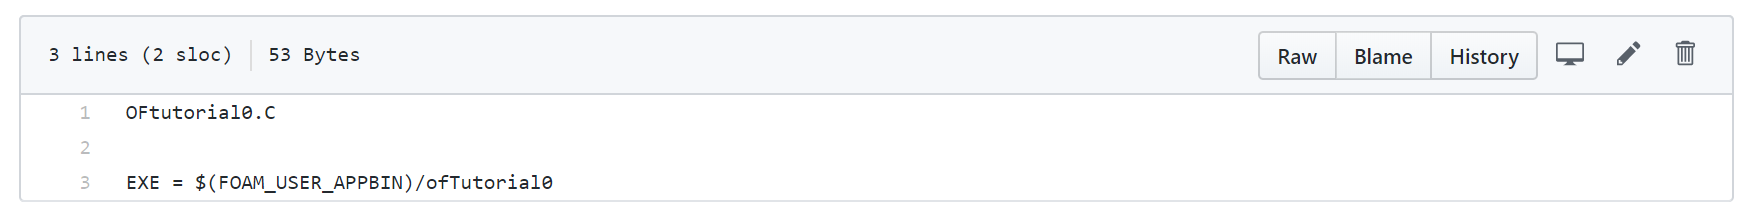 3 lines (2 sloc) 53 Bytes Raw Blame History
1 OFtutorial0.C
2
3 EXE = $(FOAM_USER_APPBIN)/ofTutorial0